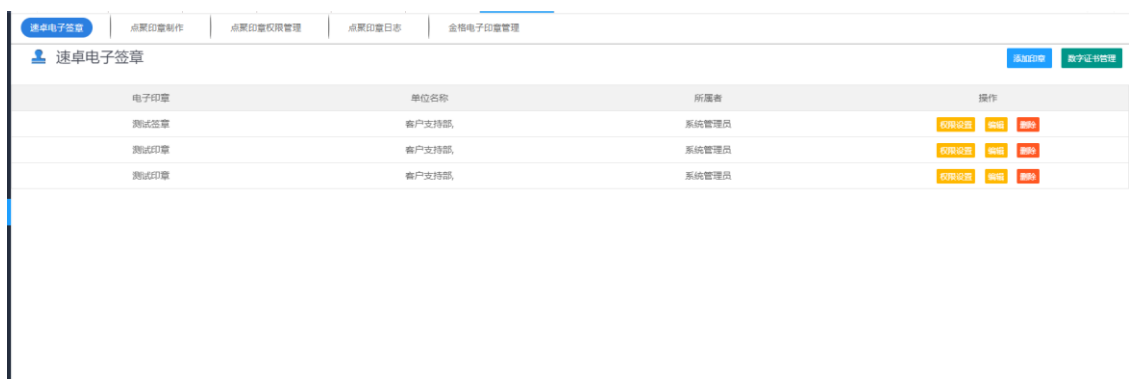 速卓电子签章 点聚印章制作 点聚印章权限管理 点聚印章日志 金格电子印章管理
速卓电子签章 添加印章 数字证书管理
电子印章 单位名称 所属者 操作
测试签章 客户支持部, 系统管理员 权限设置 编辑 删除
测试印章 客户支持部, 系统管理员 权限设置 编辑 删除
测试印章 客户支持部, 系统管理员 权限设置 编辑 删除